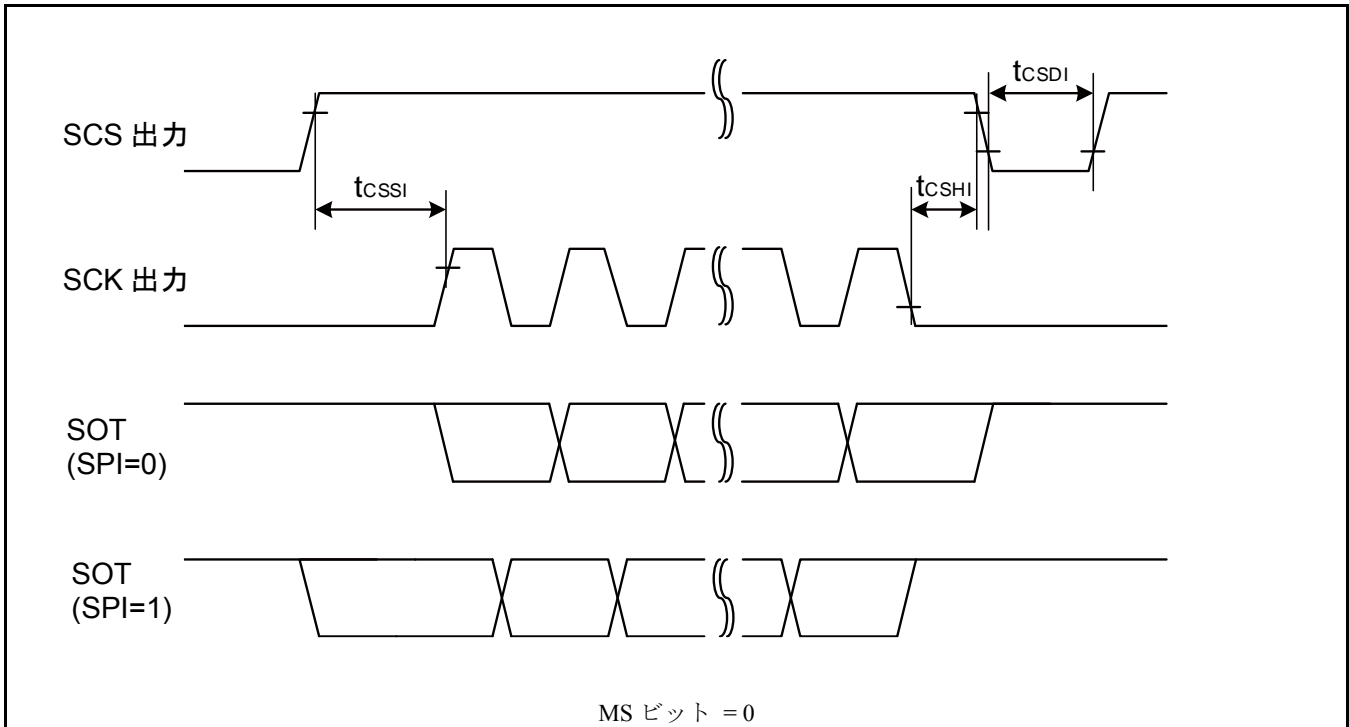 tCSDI
SCS 出力
tCSSI
tCSHI
SCK 出力
SOT
(SPI=0)
SOT
(SPI=1)
MS ビット = 0